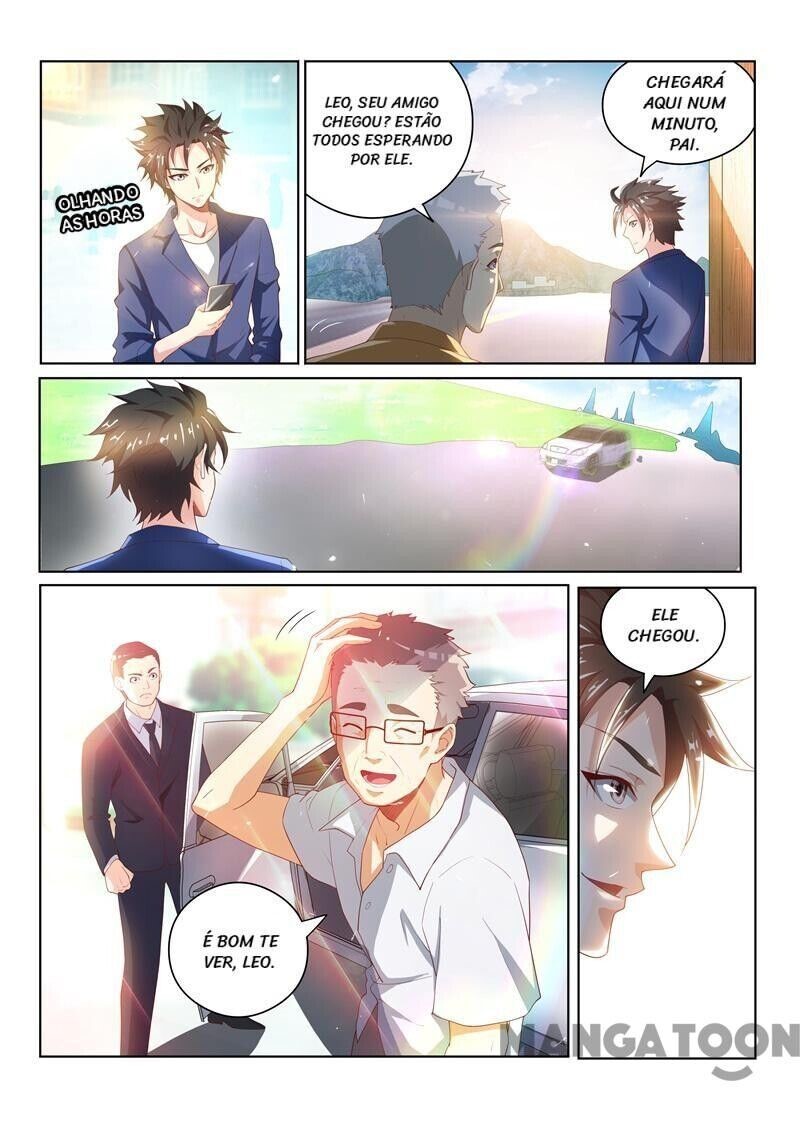 OLHANDO
AS HORAS
LEO, SEU AMIGO
CHEGOU? ESTÃO
TODOS ESPERANDO
POR ELE.
CHEGARÁ
AQUI NUM
MINUTO,
PAI.
ELE
CHEGOU.
É BOM TE
VER, LEO.
MANGATOON